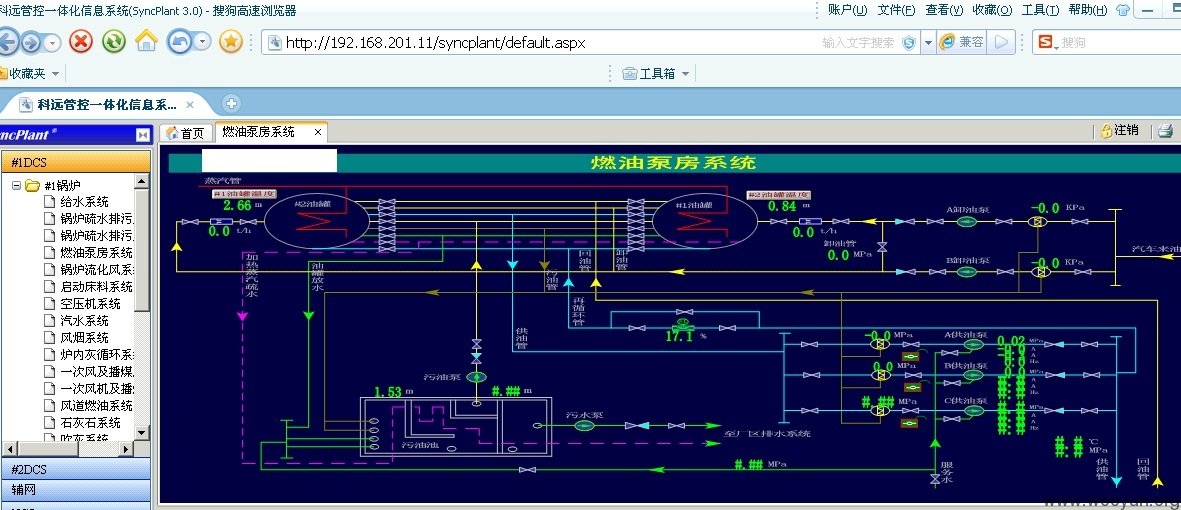 科远管控一体化信息系统(SyncPlant 3.0) - 搜狗高速浏览器
账户(U) 文件(F) 查看(V) 收藏(O) 工具(T) 帮助(H)
http://192.168.201.11/syncplant/default.aspx
输入文字搜索
兼容
搜狗
收藏夹
工具箱
科远管控一体化信息系...
ncPlant
首页
燃油泵房系统
注销
#1DCS
#1锅炉
给水系统
锅炉疏水排污
锅炉疏水排污
燃油泵房系统
锅炉流化风系
启动床料系统
空压机系统
汽水系统
风烟系统
炉内灰循环系
一次风及播煤
一次风机及播
风道燃油系统
石灰石系统
吹灰系统
#2DCS
辅网
燃油泵房系统
蒸汽管
#1油罐温度
2.66 m
#2油罐
0.0 t/h
#2油罐温度
0.84 m
#1油罐
0.0 t/h
卸油管
0.0 MPa
A卸油泵
-0.0 KPa
B卸油泵
-0.0 KPa
汽车来油
加热蒸汽疏水
油罐放水
污油管
回油管
卸油管
再循环管
供油管
17.1 %
-0.0 MPa
A供油泵
0.02 MPa
A
Hz
0.0 MPa
B供油泵
0.0 MPa
A
Hz
#.## MPa
C供油泵
MPa
A
Hz
污油泵
#.## m
1.53 m
污油池
污水泵
至厂区排水系统
#.## MPa
服务水
#.# ℃
#.# MPa
供油管
回油管